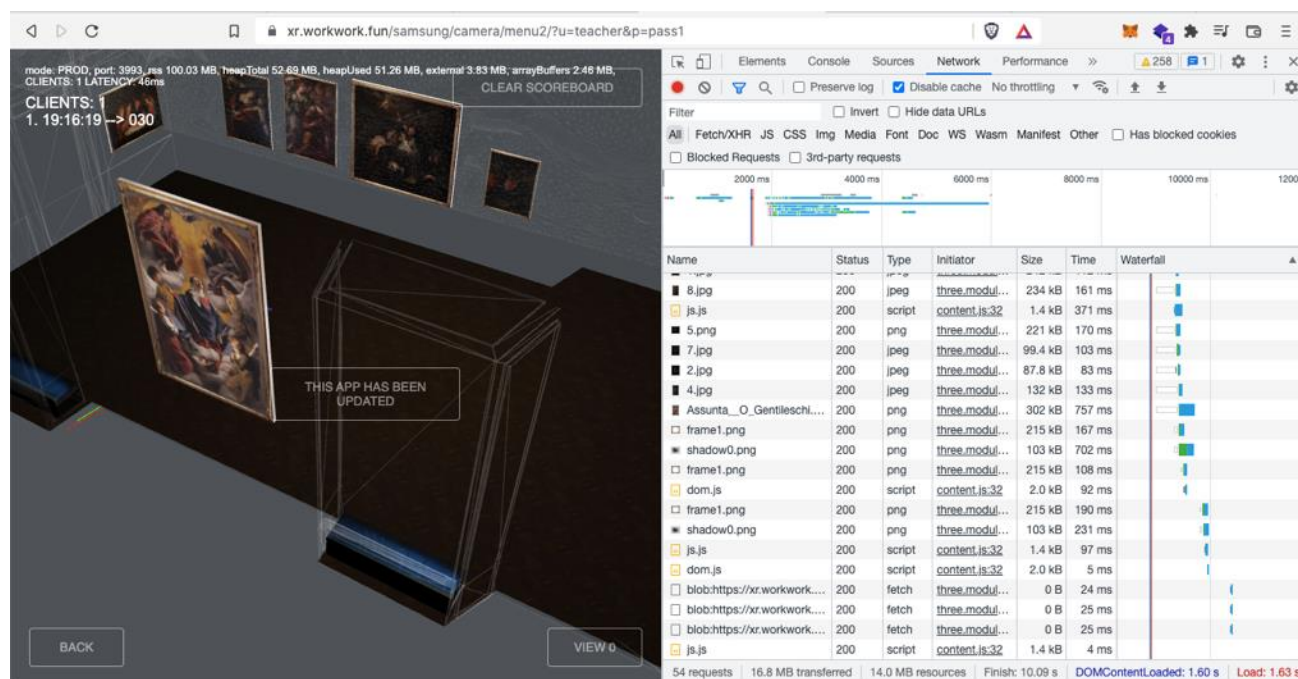 xr.workwork.fun/samsung/camera/menu2/?u=teacher&p=pass1
4
mode: PROD, port: 3993, rss 100.03 MB, heapTotal 52.69 MB, heapUsed 51.26 MB, external 3.83 MB, arrayBuffers 2.46 MB,
CLIENTS: 1 LATENCY: 46ms
CLEAR SCOREBOARD
CLIENTS: 1
1. 19:16:19 --> 030
THIS APP HAS BEEN
UPDATED
BACK
VIEW 0
Elements Console Sources Network Performance » 258 1
Preserve log Disable cache No throttling
Filter Invert Hide data URLs
All Fetch/XHR JS CSS Img Media Font Doc WS Wasm Manifest Other Has blocked cookies
Blocked Requests 3rd-party requests
2000 ms 4000 ms 6000 ms 8000 ms 10000 ms 1200
Name Status Type Initiator Size Time Waterfall
8.jpg 200 jpeg three.modul... 234 kB 161 ms
js.js 200 script content.js:32 1.4 kB 371 ms
5.png 200 png three.modul... 221 kB 170 ms
7.jpg 200 jpeg three.modul... 99.4 kB 103 ms
2.jpg 200 jpeg three.modul... 87.8 kB 83 ms
4.jpg 200 jpeg three.modul... 132 kB 133 ms
Assunta__O_Gentileschi.... 200 png three.modul... 302 kB 757 ms
frame1.png 200 png three.modul... 215 kB 167 ms
shadow0.png 200 png three.modul... 103 kB 702 ms
frame1.png 200 png three.modul... 215 kB 108 ms
dom.js 200 script content.js:32 2.0 kB 92 ms
frame1.png 200 png three.modul... 215 kB 190 ms
shadow0.png 200 png three.modul... 103 kB 231 ms
js.js 200 script content.js:32 1.4 kB 97 ms
dom.js 200 script content.js:32 2.0 kB 5 ms
blob:https://xr.workwork.... 200 fetch three.modul... 0 B 24 ms
blob:https://xr.workwork.... 200 fetch three.modul... 0 B 25 ms
blob:https://xr.workwork.... 200 fetch three.modul... 0 B 25 ms
js.js 200 script content.js:32 1.4 kB 4 ms
54 requests 16.8 MB transferred 14.0 MB resources Finish: 10.09 s DOMContentLoaded: 1.60 s Load: 1.63 s